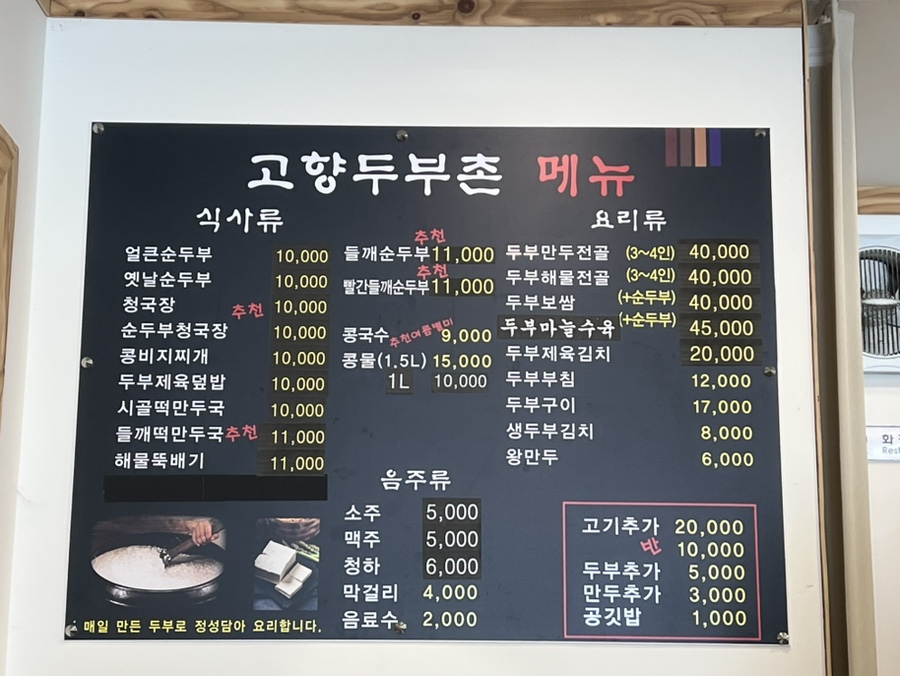 고향두부촌 메뉴
식사류
얼큰순두부 10,000
옛날순두부 10,000
청국장 10,000
추천
순두부청국장 10,000
콩비지찌개 10,000
두부제육덮밥 10,000
시골떡만두국 10,000
들깨떡만두국추천 11,000
해물뚝배기 11,000
추천
들깨순두부 11,000
추천
빨간들깨순두부 11,000
콩국수 추천여름별미 9,000
콩물(1.5L) 15,000
1L 10,000
음주류
소주 5,000
맥주 5,000
청하 6,000
막걸리 4,000
음료수 2,000
요리류
두부만두전골 (3~4인) 40,000
두부해물전골 (3~4인) 40,000
두부보쌈 (+순두부) 40,000
두부마늘수육 (+순두부) 45,000
두부제육김치 20,000
두부부침 12,000
두부구이 17,000
생두부김치 8,000
왕만두 6,000
고기추가 20,000
반 10,000
두부추가 5,000
만두추가 3,000
공깃밥 1,000
매일 만든 두부로 정성담아 요리합니다.
화
Rest